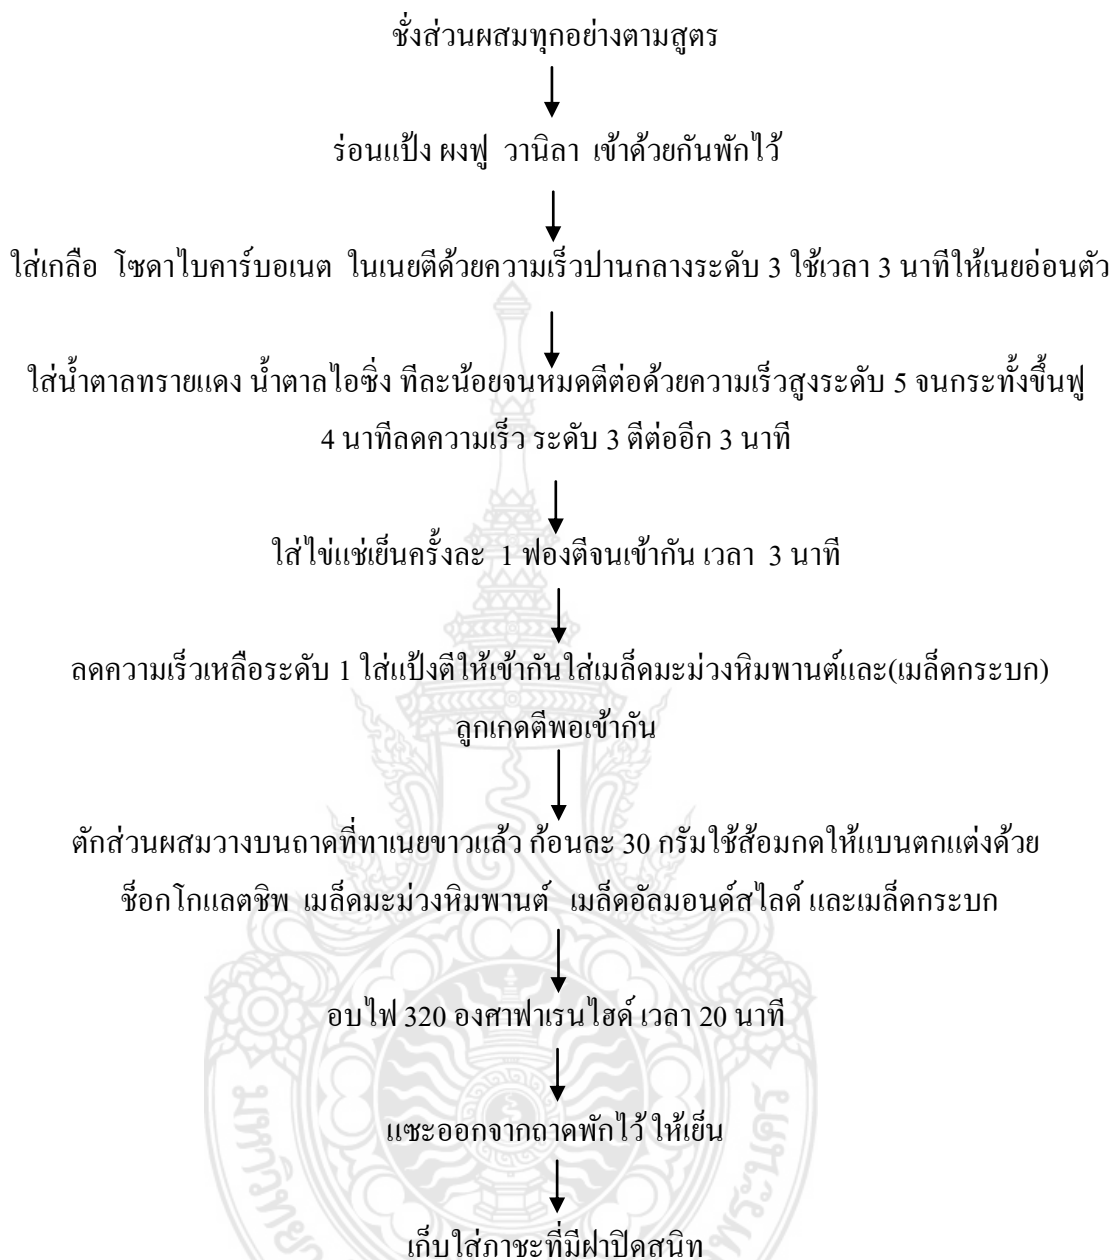 ชั่งส่วนผสมทุกอย่างตามสูตร
ร่อนแป้ง ผงฟู วานิลา เข้าด้วยกันพักไว้
ใส่เกลือ โซดาไบคาร์บอเนต ในเนยตีด้วยความเร็วปานกลางระดับ 3 ใช้เวลา 3 นาทีให้เนยอ่อนตัว
ใส่น้ำตาลทรายแดง น้ำตาลไอซิ่ง ทีละน้อยจนหมดตีต่อด้วยความเร็วสูงระดับ 5 จนกระทั้งขึ้นฟู
4 นาทีลดความเร็ว ระดับ 3 ตีต่ออีก 3 นาที
ใส่ไข่แช่เย็นครั้งละ 1 ฟองตีจนเข้ากัน เวลา 3 นาที
ลดความเร็วเหลือระดับ 1 ใส่แป้งตีให้เข้ากันใส่เมล็ดมะม่วงหิมพานต์และ(เมล็ดกระบก)
ลูกเกดตีพอเข้ากัน
ตักส่วนผสมวางบนถาดที่ทาเนยขาวแล้ว ก้อนละ 30 กรัมใช้ส้อมกดให้แบนตกแต่งด้วย
ช็อกโกแลตชิพ เมล็ดมะม่วงหิมพานต์ เมล็ดอัลมอนด์สไลด์ และเมล็ดกระบก
อบไฟ 320 องศาฟาเรนไฮด์ เวลา 20 นาที
แซะออกจากถาดพักไว้ ให้เย็น
เก็บใส่ภาชะที่มีฝาปิดสนิท